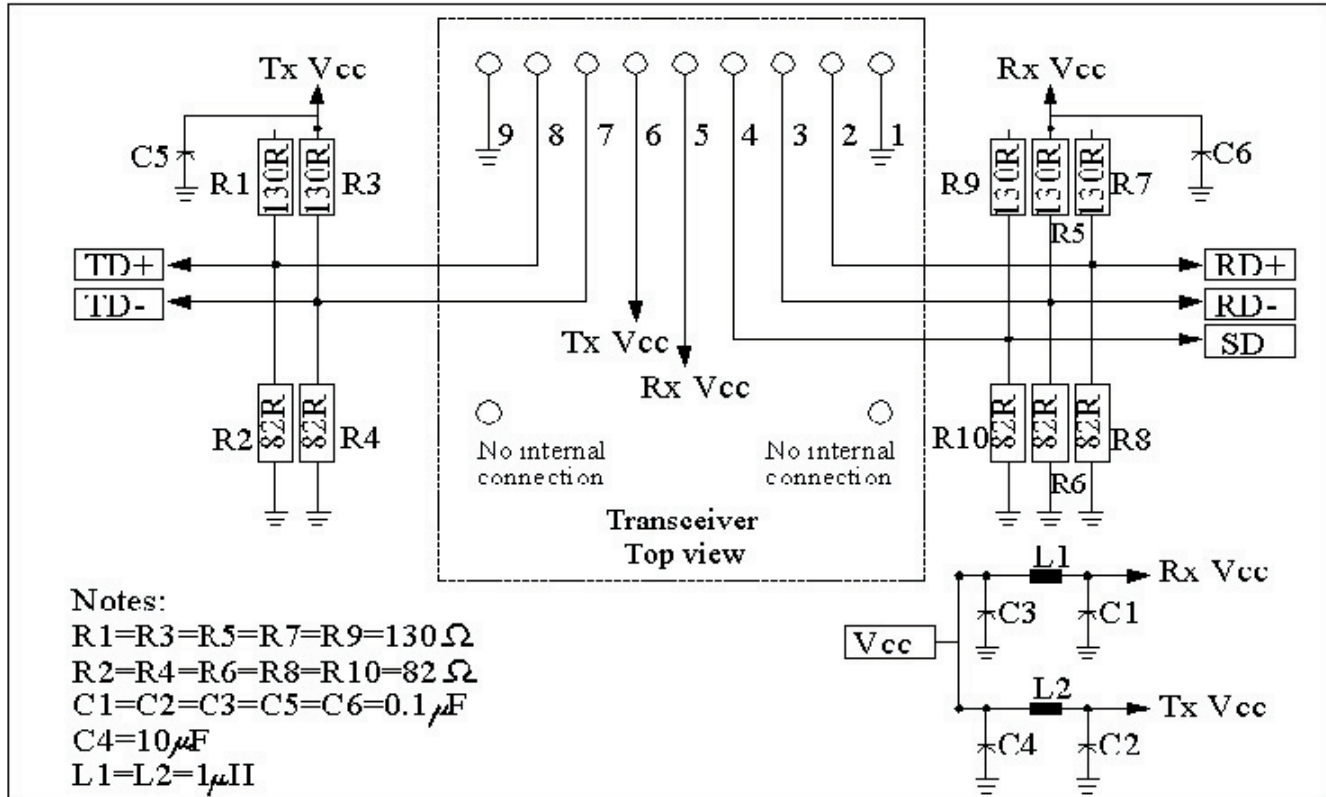 Tx Vcc
Rx Vcc
9 8 7 6 5 4 3 2 1
C5
R1
130R
130R
R3
R9
130R
130R
130R
R7
C6
R5
TD+
TD-
RD+
RD-
SD
Tx Vcc
Rx Vcc
R2
82R
82R
R4
No internal
connection
No internal
connection
R10
82R
82R
82R
R8
R6
Transceiver
Top view
L1
Rx Vcc
C3
C1
Vcc
L2
Tx Vcc
C4
C2
Notes:
R1=R3=R5=R7=R9=130Ω
R2=R4=R6=R8=R10=82Ω
C1=C2=C3=C5=C6=0.1µF
C4=10µF
L1=L2=1µH